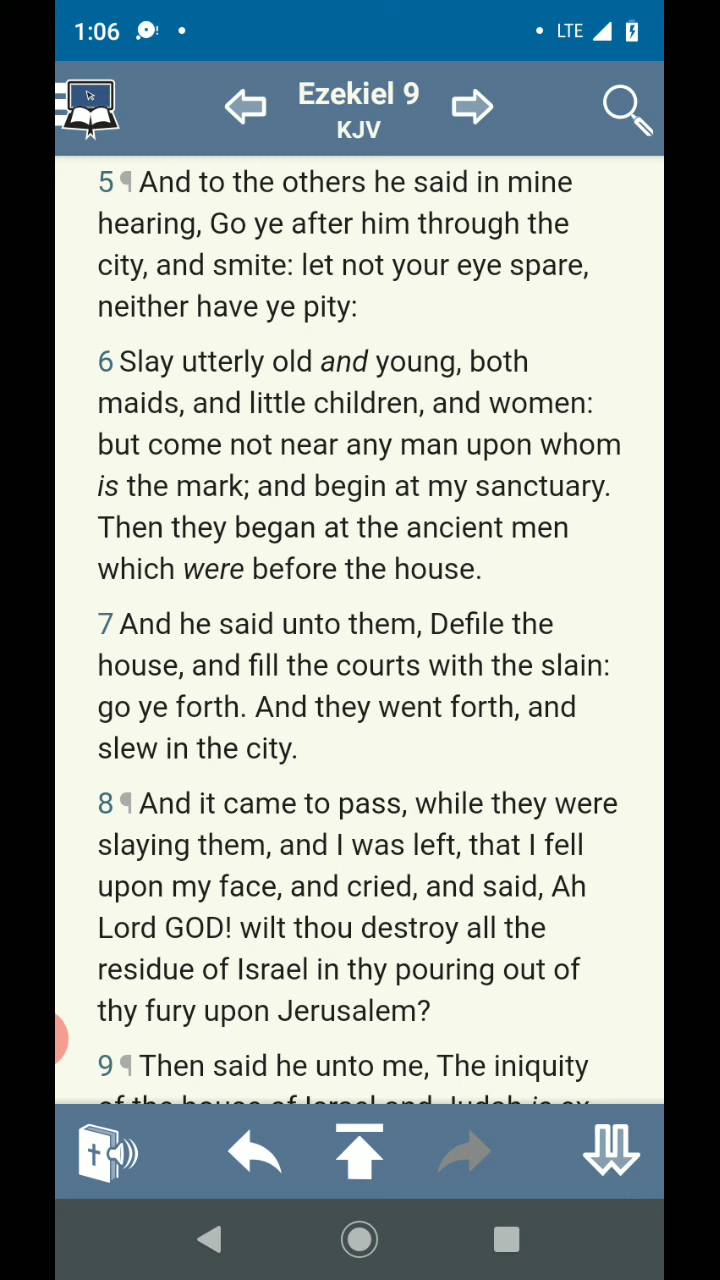 1:06
LTE
Ezekiel 9
KJV
5 ¶ And to the others he said in mine
hearing, Go ye after him through the
city, and smite: let not your eye spare,
neither have ye pity:
6 Slay utterly old and young, both
maids, and little children, and women:
but come not near any man upon whom
is the mark; and begin at my sanctuary.
Then they began at the ancient men
which were before the house.
7 And he said unto them, Defile the
house, and fill the courts with the slain:
go ye forth. And they went forth, and
slew in the city.
8 ¶ And it came to pass, while they were
slaying them, and I was left, that I fell
upon my face, and cried, and said, Ah
Lord GOD! wilt thou destroy all the
residue of Israel in thy pouring out of
thy fury upon Jerusalem?
9 ¶ Then said he unto me, The iniquity
of the house of Israel and Judah is